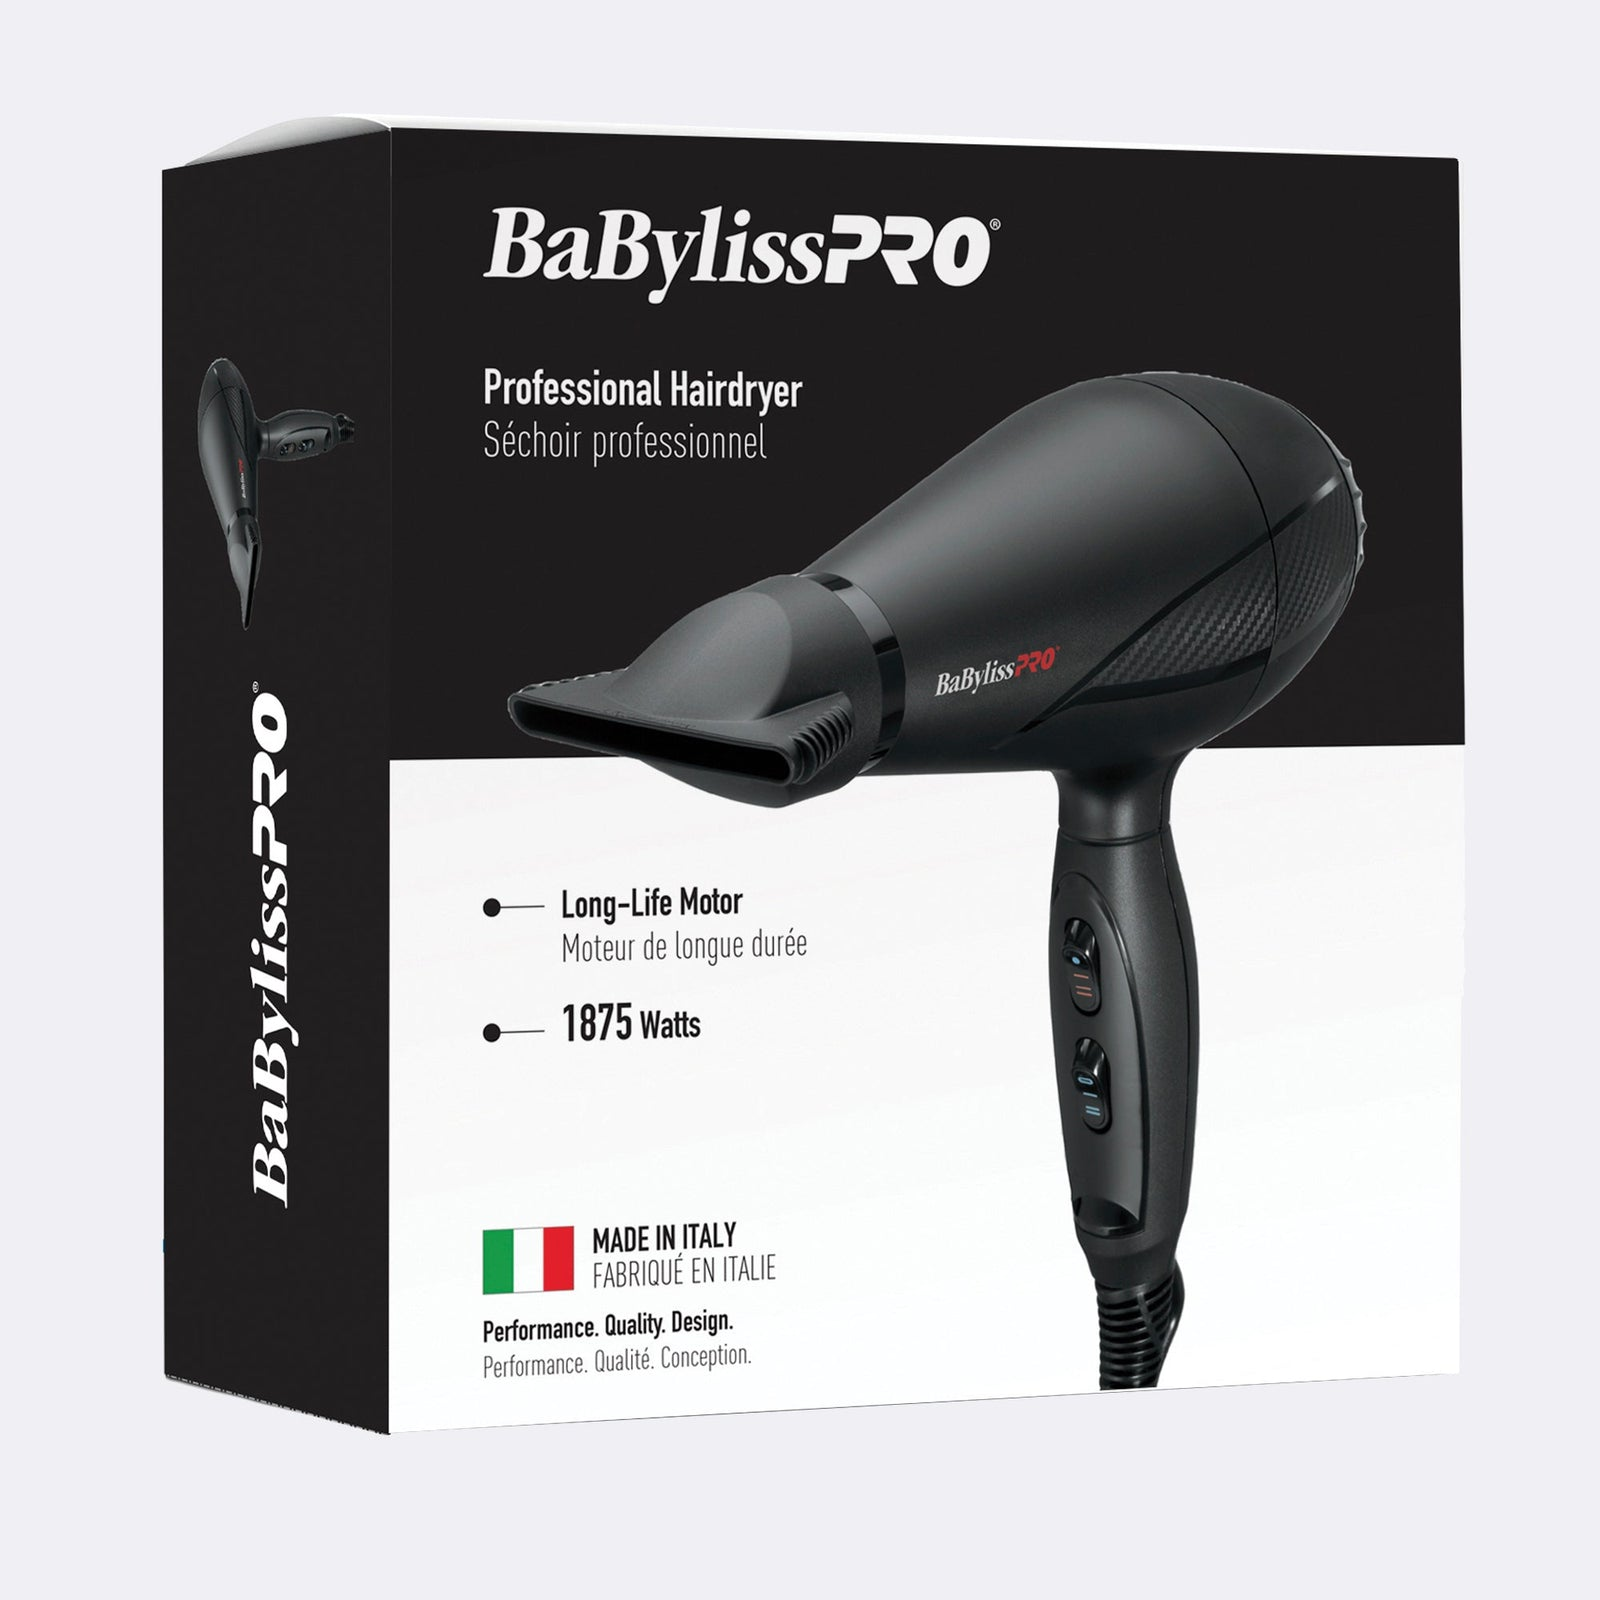 BaBylissPRO®
Professional Hairdryer
Séchoir professionnel
BaBylissPRO
Long-Life Motor
Moteur de longue durée
1875 Watts
MADE IN ITALY
FABRIQUÉ EN ITALIE
Performance. Quality. Design.
Performance. Qualité. Conception.
BaBylissPRO®
BaBylissPRO